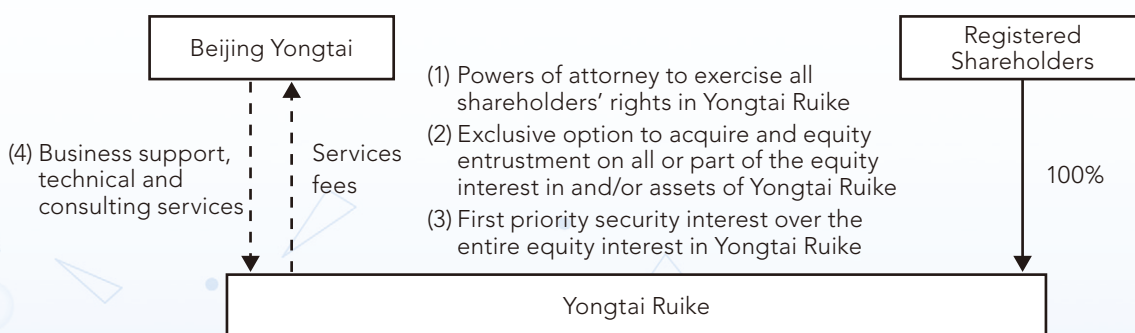 Beijing Yongtai
Registered
Shareholders
(1) Powers of attorney to exercise all
shareholders’ rights in Yongtai Ruike
(2) Exclusive option to acquire and equity
entrustment on all or part of the equity
interest in and/or assets of Yongtai Ruike
(3) First priority security interest over the
entire equity interest in Yongtai Ruike
(4) Business support,
technical and
consulting services
Services
fees
100%
Yongtai Ruike